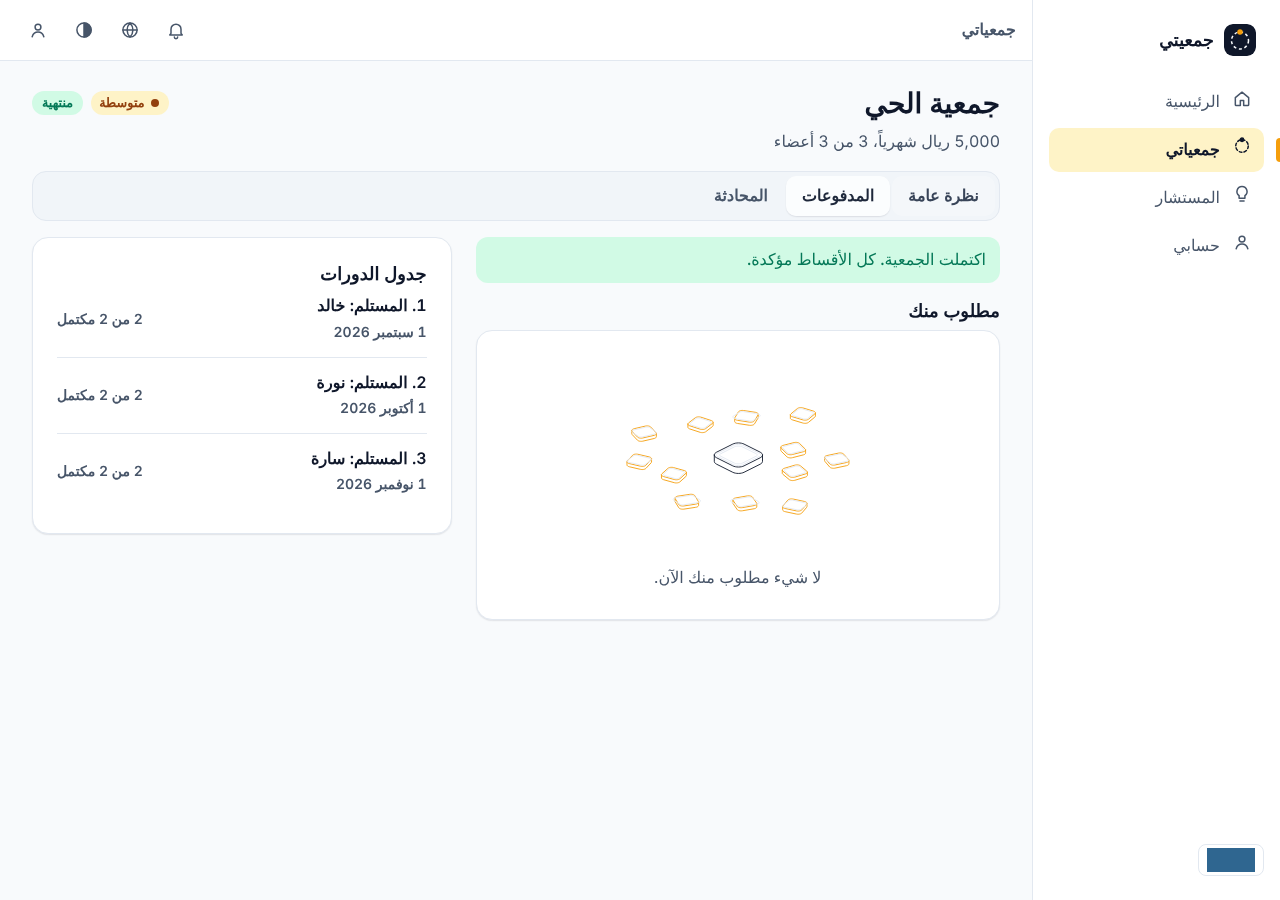 جمعيتي
الرئيسية
جمعياتي
المستشار
حسابي
جمعياتي
جمعية الحي
متوسطة
منتهية
5,000 ريال شهرياً، 3 من 3 أعضاء
نظرة عامة
المدفوعات
المحادثة
اكتملت الجمعية. كل الأقساط مؤكدة.
مطلوب منك
لا شيء مطلوب منك الآن.
جدول الدورات
1. المستلم: خالد
1 سبتمبر 2026
2 من 2 مكتمل
2. المستلم: نورة
1 أكتوبر 2026
2 من 2 مكتمل
3. المستلم: سارة
1 نوفمبر 2026
2 من 2 مكتمل